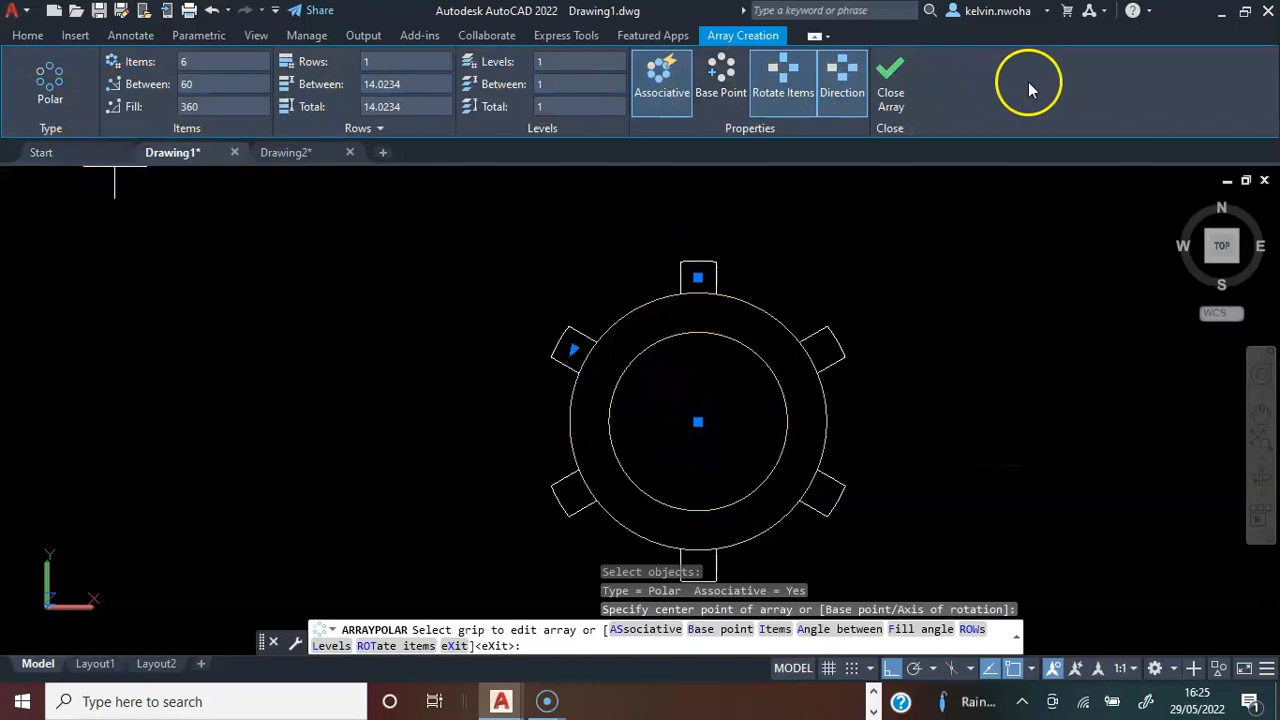 Share Autodesk AutoCAD 2022 Drawing1.dwg Type a keyword or phrase kelvin.nwoha
Home Insert Annotate Parametric View Manage Output Add-ins Collaborate Express Tools Featured Apps Array Creation
Items: 6 Rows: 1 Levels: 1
Between: 60 Between: 14.0234 Between: 1
Fill: 360 Total: 14.0234 Total: 1
Polar Associative Base Point Rotate Items Direction Close Array
Type Items Rows Levels Properties Close
Start Drawing1* Drawing2* +
N
W TOP E
S
WCS
Y
X
Select objects:
Type = Polar Associative = Yes
Specify center point of array or [Base point/Axis of rotation]:
ARRAYPOLAR Select grip to edit array or [ASsociative Base point Items Angle between Fill angle ROWs
Levels ROTate items eXit]<eXit>:
Model Layout1 Layout2 + MODEL 1:1
Type here to search Rain... 16:25
29/05/2022